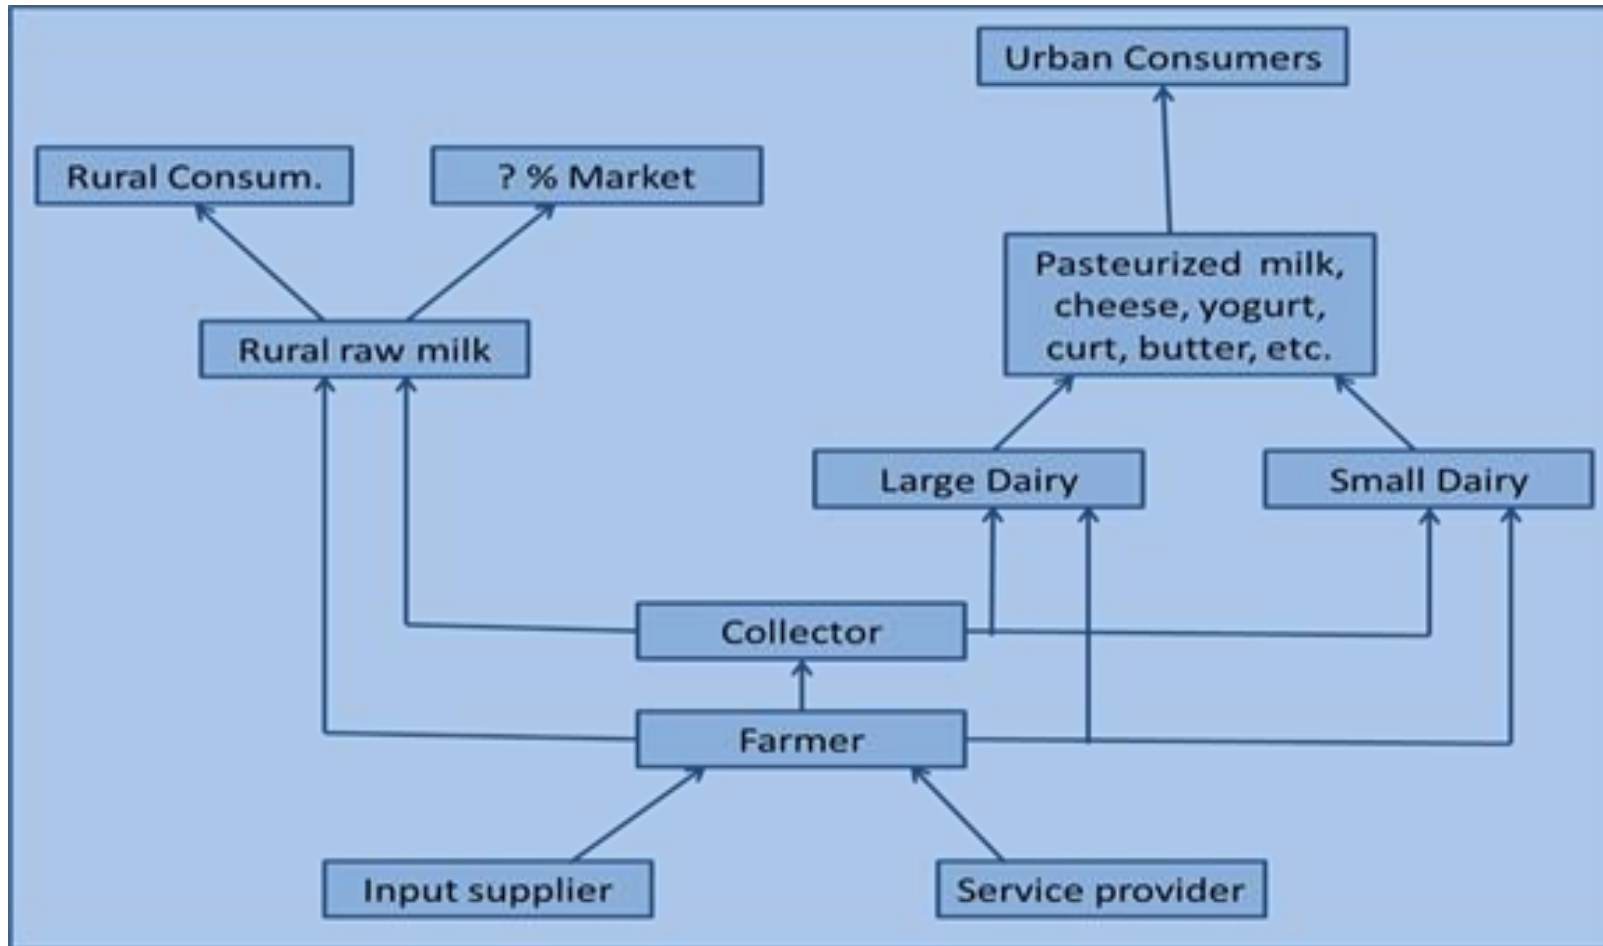 Urban Consumers
Rural Consum.
? % Market
Pasteurized milk,
cheese, yogurt,
curt, butter, etc.
Rural raw milk
Large Dairy
Small Dairy
Collector
Farmer
Input supplier
Service provider